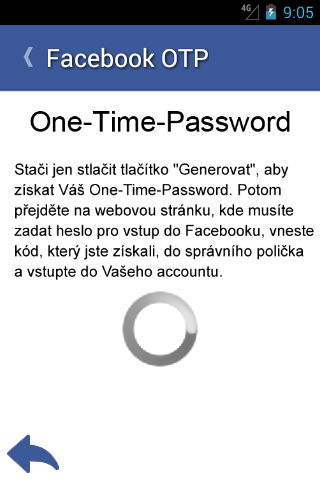 4G 9:05
Facebook OTP
One-Time-Password
Stači jen stlačit tlačítko "Generovat", aby
získat Váš One-Time-Password. Potom
přejděte na webovou stránku, kde musíte
zadat heslo pro vstup do Facebooku, vneste
kód, který jste získali, do správního polička
a vstupte do Vašeho accountu.